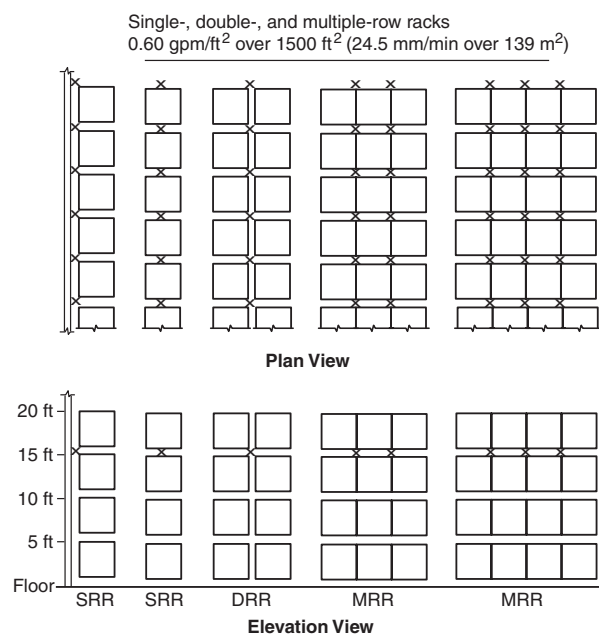 Single-, double-, and multiple-row racks
0.60 gpm/ft² over 1500 ft² (24.5 mm/min over 139 m²)
Plan View
20 ft
15 ft
10 ft
5 ft
Floor
SRR SRR DRR MRR MRR
Elevation View